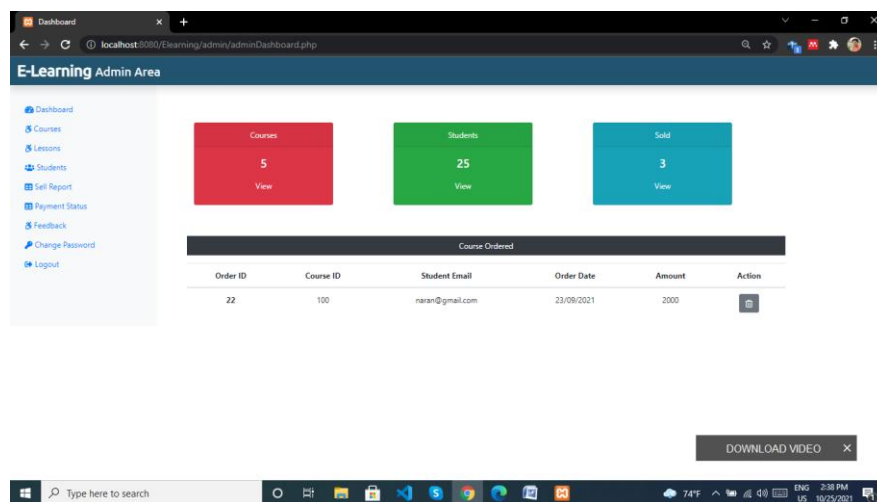 Dashboard
localhost:8080/Elearning/admin/adminDashboard.php
E-Learning Admin Area
Dashboard
Courses
Lessons
Students
Sell Report
Payment Status
Feedback
Change Password
Logout
Courses
5
View
Students
25
View
Sold
3
View
Course Ordered
Order ID Course ID Student Email Order Date Amount Action
22 100 naran@gmail.com 23/09/2021 2000
DOWNLOAD VIDEO
Type here to search
74°F
ENG
US
2:38 PM
10/25/2021